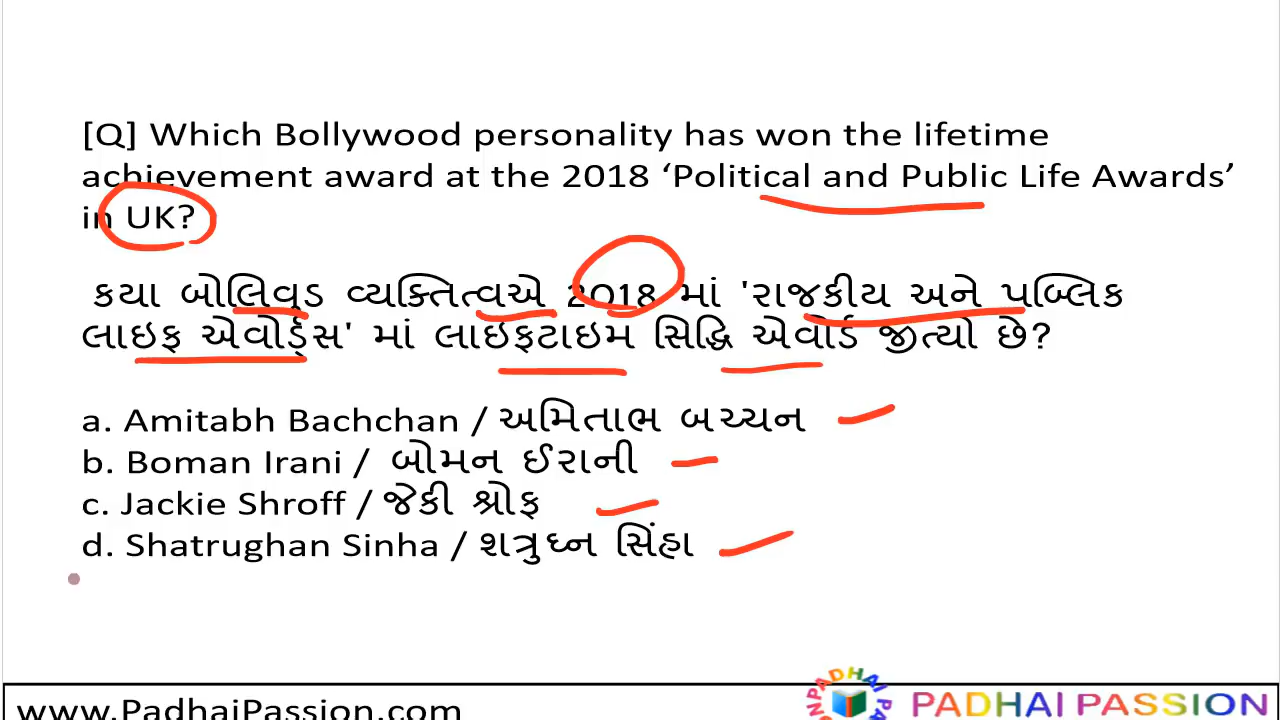 [Q] Which Bollywood personality has won the lifetime
achievement award at the 2018 ‘Political and Public Life Awards’
in UK?
કયા બોલિવુડ વ્યક્તિત્વએ 2018 માં 'રાજકીય અને પબ્લિક
લાઇફ એવોર્ડ્સ' માં લાઇફટાઇમ સિદ્ધિ એવોર્ડ જીત્યો છે?
a. Amitabh Bachchan / અમિતાભ બચ્ચન
b. Boman Irani / બોમન ઈરાની
c. Jackie Shroff / જેકી શ્રોફ
d. Shatrughan Sinha / શત્રુઘ્ન સિંહા
www.PadhaiPassion.com
PADHAI PASSION